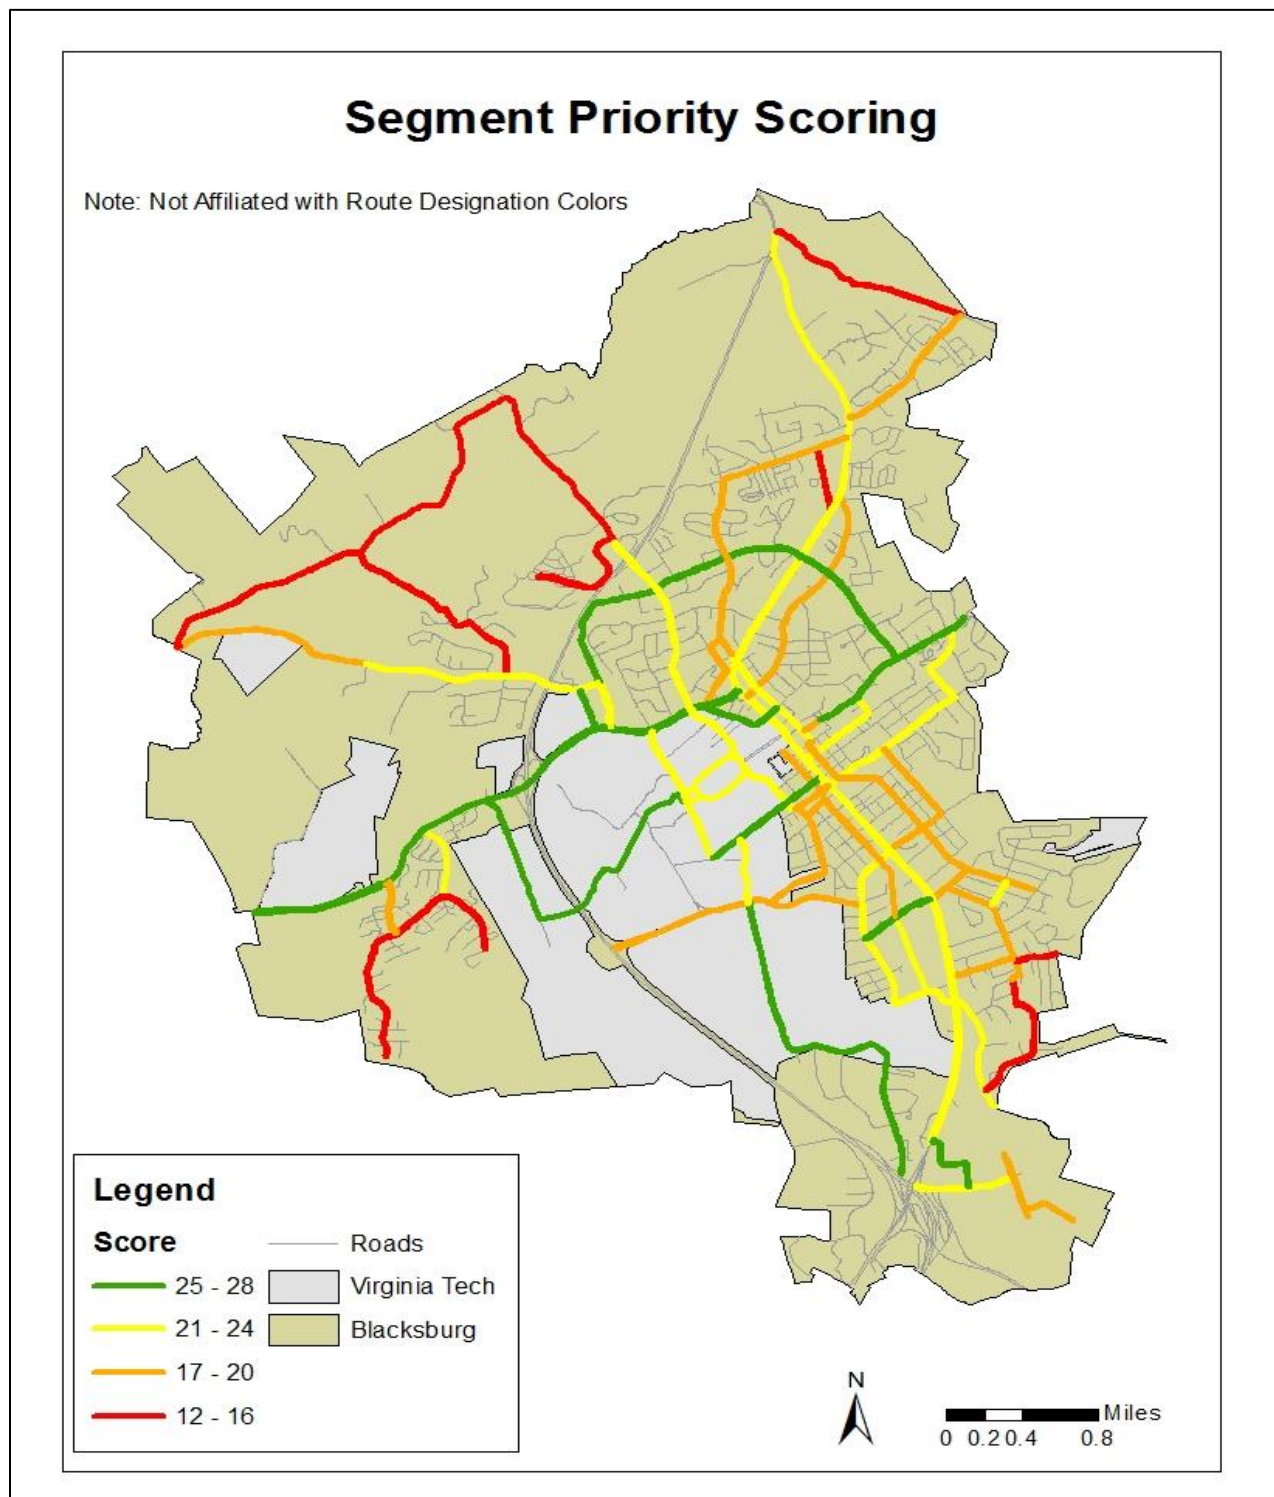 Segment Priority Scoring
Note: Not Affiliated with Route Designation Colors
Legend
Score
Roads
25 - 28
Virginia Tech
21 - 24
Blacksburg
17 - 20
12 - 16
N
Miles
0 0.2 0.4 0.8